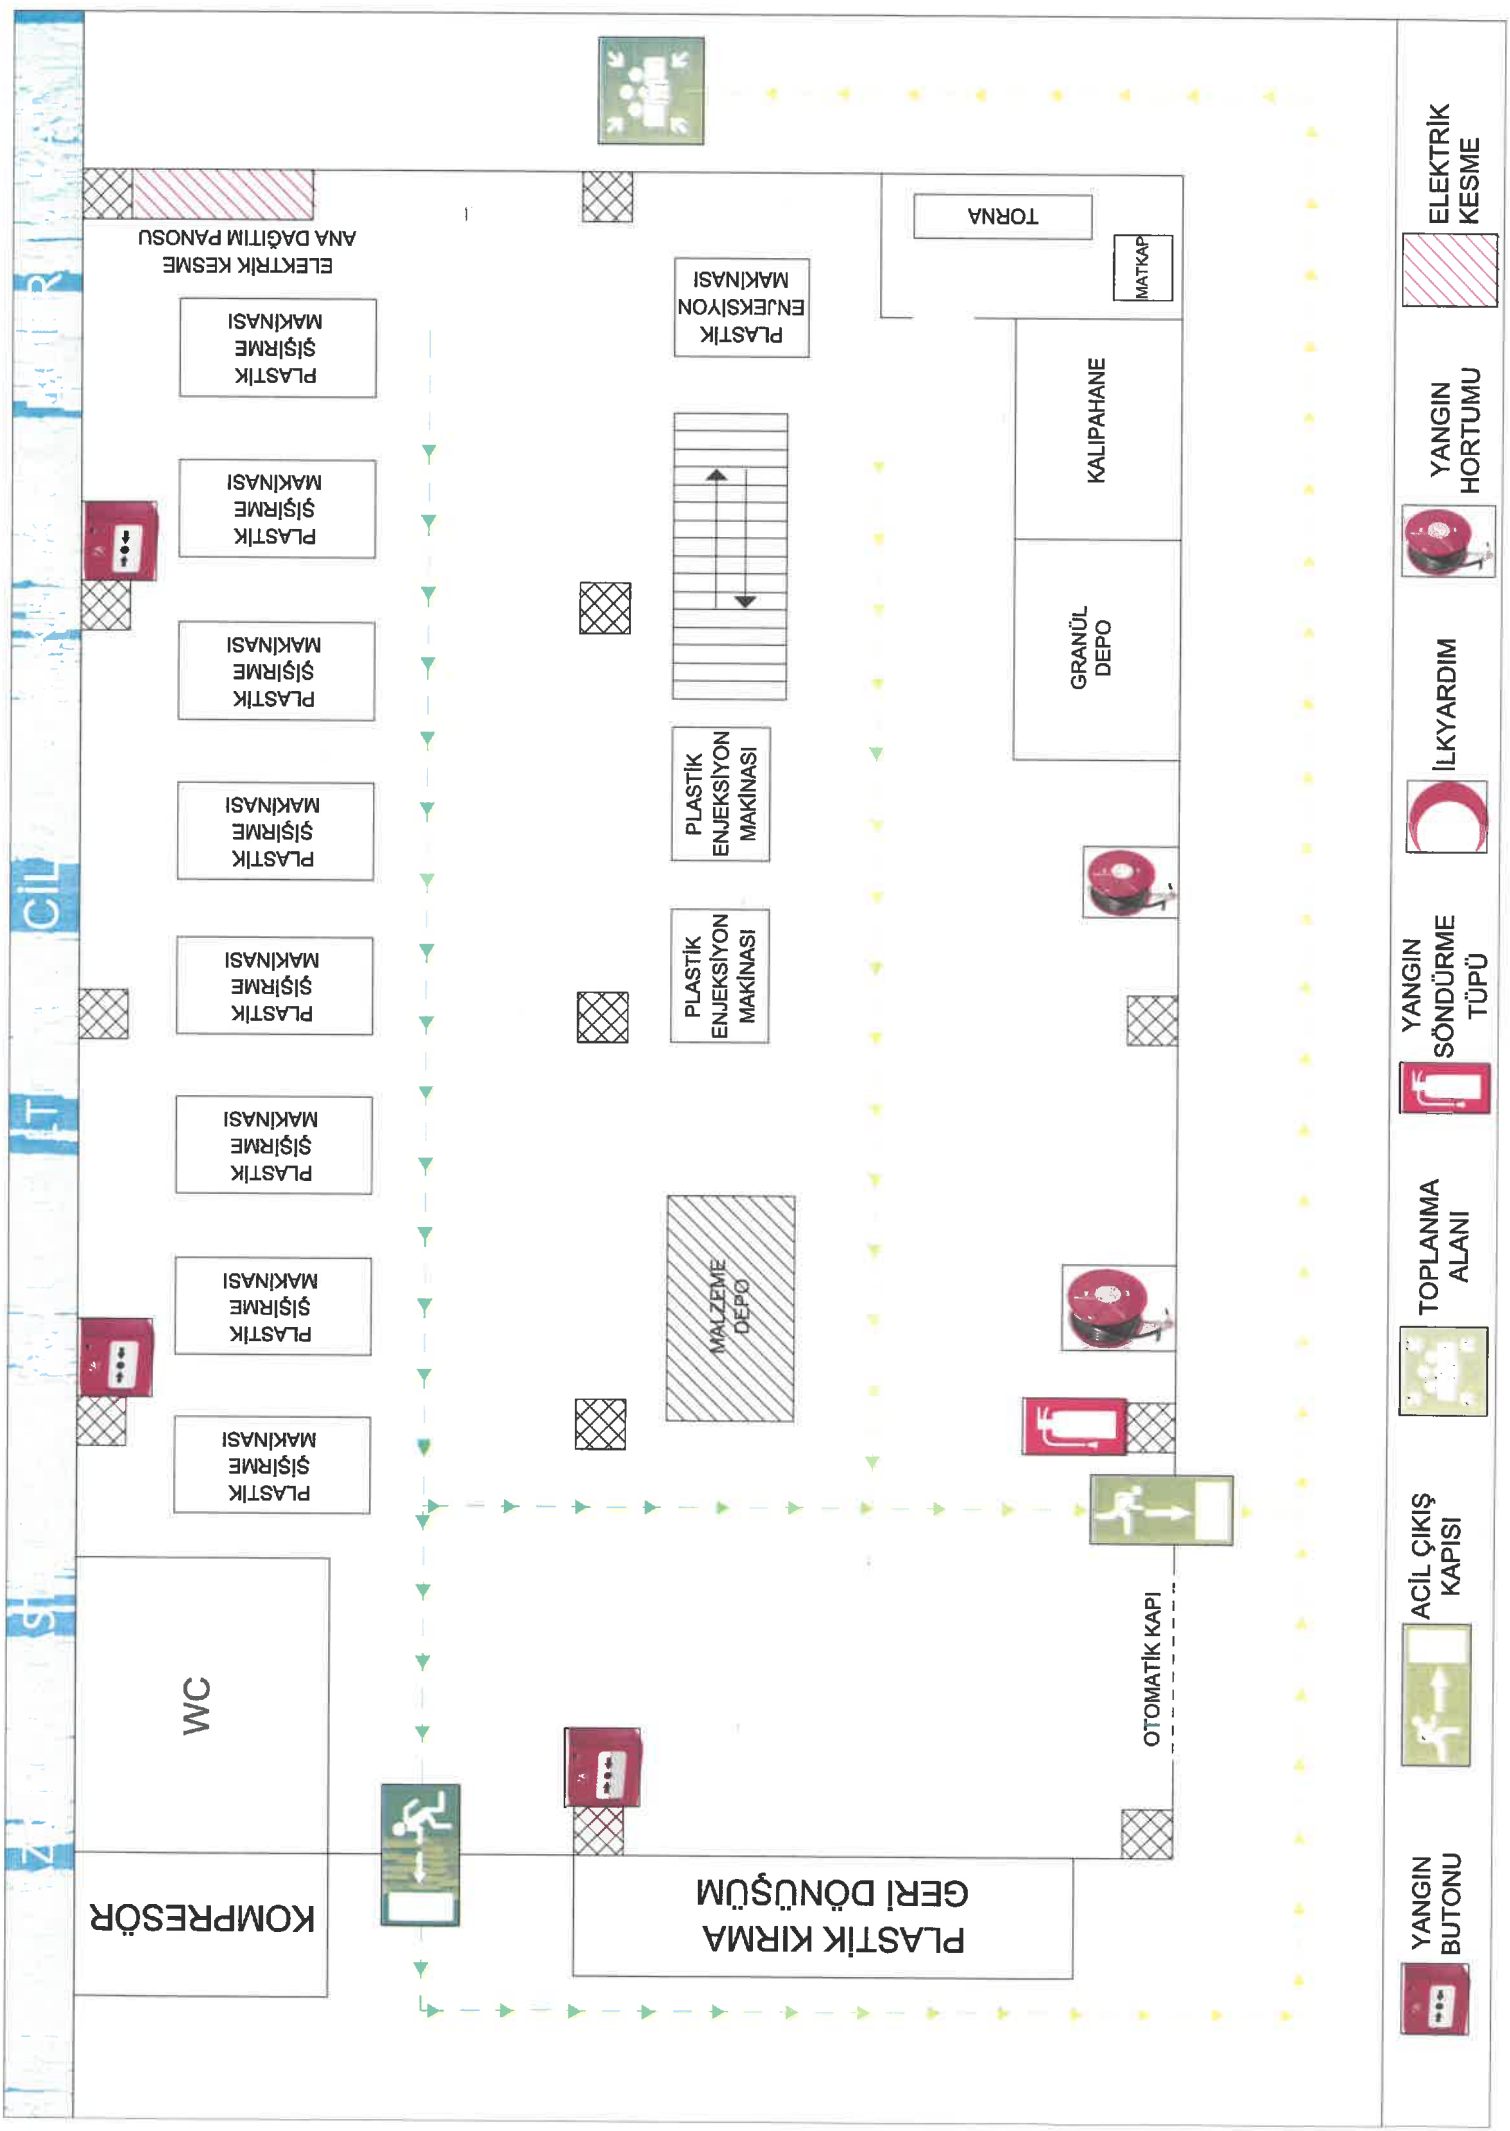 ELEKTRİK KESME
ANA DAĞITIM PANOSU
PLASTİK
ŞİŞİRME
MAKİNASI
PLASTİK
ŞİŞİRME
MAKİNASI
PLASTİK
ŞİŞİRME
MAKİNASI
PLASTİK
ŞİŞİRME
MAKİNASI
PLASTİK
ŞİŞİRME
MAKİNASI
PLASTİK
ŞİŞİRME
MAKİNASI
PLASTİK
ŞİŞİRME
MAKİNASI
PLASTİK
ŞİŞİRME
MAKİNASI
WC
KOMPRESÖR
PLASTİK
ENJEKSİYON
MAKİNASI
PLASTİK
ENJEKSİYON
MAKİNASI
PLASTİK
ENJEKSİYON
MAKİNASI
MALZEME
DEPO
TORNA
MATKAP
KALIPAHANE
GRANÜL
DEPO
OTOMATİK KAPI
PLASTİK KIRMA
GERİ DÖNÜŞÜM
YANGIN
BUTONU
ACİL ÇIKIŞ
KAPISI
TOPLANMA
ALANI
YANGIN
SÖNDÜRME
TÜPÜ
İLKYARDIM
YANGIN
HORTUMU
ELEKTRİK
KESME